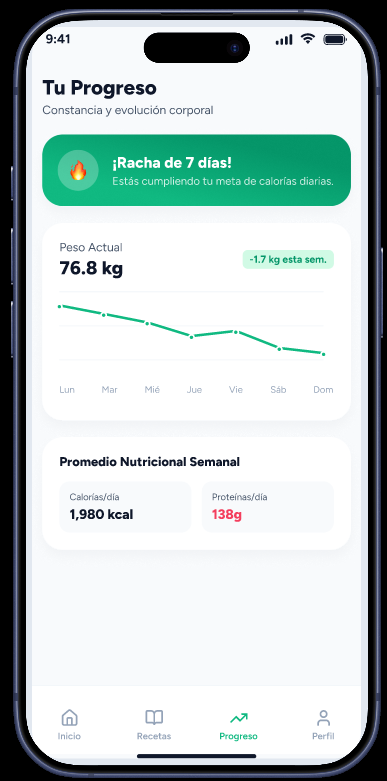 9:41
Tu Progreso
Constancia y evolución corporal
¡Racha de 7 días!
Estás cumpliendo tu meta de calorías diarias.
Peso Actual
76.8 kg
-1.7 kg esta sem.
Lun Mar Mié Jue Vie Sáb Dom
Promedio Nutricional Semanal
Calorías/día Proteínas/día
1,980 kcal 138g
Inicio Recetas Progreso Perfil